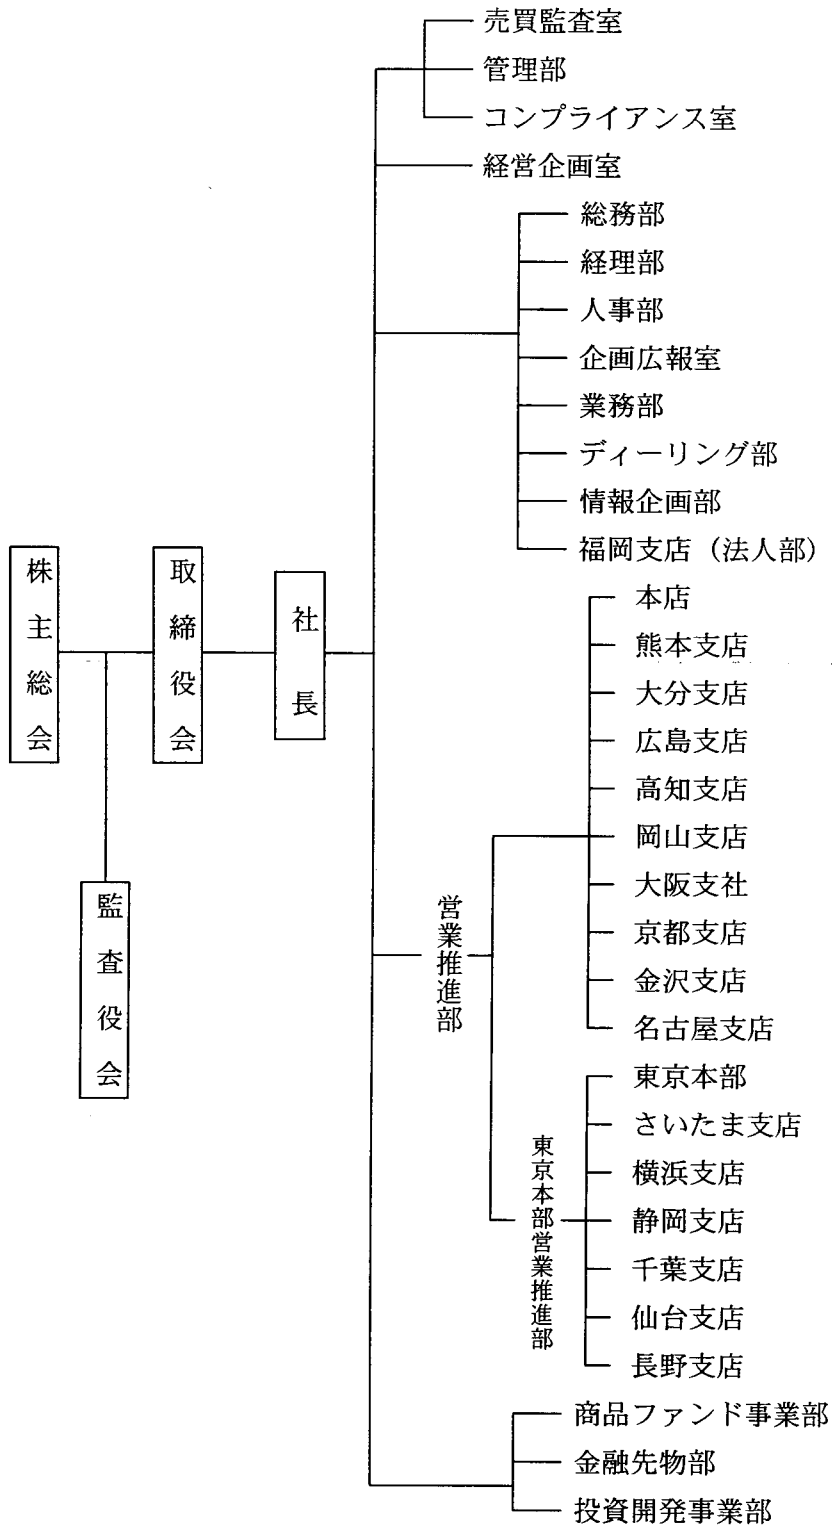 株主総会
監査役会
取締役会
社長
売買監査室
管理部
コンプライアンス室
経営企画室
総務部
経理部
人事部
企画広報室
業務部
ディーリング部
情報企画部
福岡支店（法人部）
営業推進部
本店
熊本支店
大分支店
広島支店
高知支店
岡山支店
大阪支社
京都支店
金沢支店
名古屋支店
東京本部営業推進部
東京本部
さいたま支店
横浜支店
静岡支店
千葉支店
仙台支店
長野支店
商品ファンド事業部
金融先物部
投資開発事業部